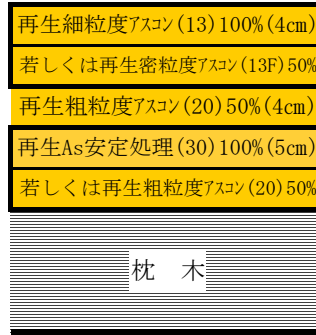 再生細粒度アスコン(13)100%(4cm)
若しくは再生密粒度ｱｽｺﾝ(13F)50%
再生粗粒度ｱｽｺﾝ(20)50%(4cm)
再生As安定処理(30)100%(5cm)
若しくは再生粗粒度ｱｽｺﾝ(20)50%
枕　木